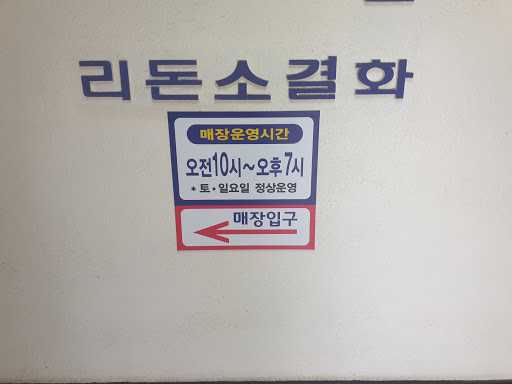 리돈소결화
매장운영시간
오전10시~오후7시
* 토·일요일 정상운영
매장입구